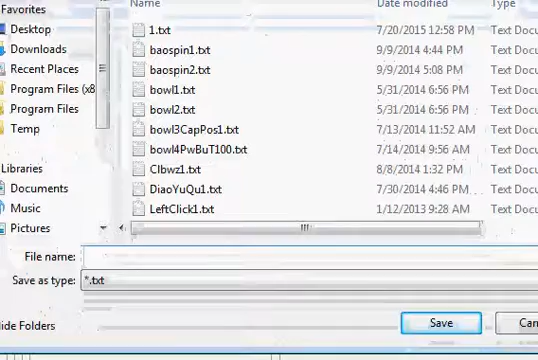 Favorites
Name
Date modified
Type
Desktop
Downloads
Recent Places
Program Files (x8
Program Files
Temp
Libraries
Documents
Music
Pictures
1.txt 7/20/2015 12:58 PM Text Docu
baospin1.txt 9/9/2014 4:44 PM Text Docu
baospin2.txt 9/9/2014 5:08 PM Text Docu
bowl1.txt 5/31/2014 6:56 PM Text Docu
bowl2.txt 5/31/2014 6:56 PM Text Docu
bowl3CapPos1.txt 7/13/2014 11:52 AM Text Docu
bowl4PwBuT100.txt 7/14/2014 9:56 AM Text Docu
Clbwz1.txt 8/8/2014 1:32 PM Text Docu
DiaoYuQu1.txt 7/30/2014 4:46 PM Text Docu
LeftClick1.txt 1/12/2013 9:28 AM Text Docu
File name:
Save as type: *.txt
ide Folders
Save
Can